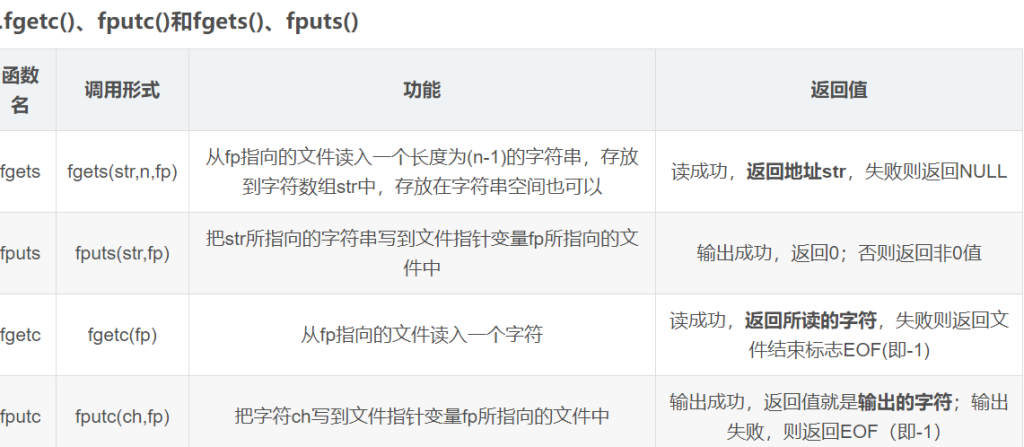 .fgetc()、fputc()和fgets()、fputs()
函数
名
调用形式
功能
返回值
fgets
fgets(str,n,fp)
从fp指向的文件读入一个长度为(n-1)的字符串，存放
到字符数组str中，存放在字符串空间也可以
读成功，返回地址str，失败则返回NULL
fputs
fputs(str,fp)
把str所指向的字符串写到文件指针变量fp所指向的文
件中
输出成功，返回0；否则返回非0值
fgetc
fgetc(fp)
从fp指向的文件读入一个字符
读成功，返回所读的字符，失败则返回文
件结束标志EOF(即-1)
fputc
fputc(ch,fp)
把字符ch写到文件指针变量fp所指向的文件中
输出成功，返回值就是输出的字符；输出
失败，则返回EOF（即-1）